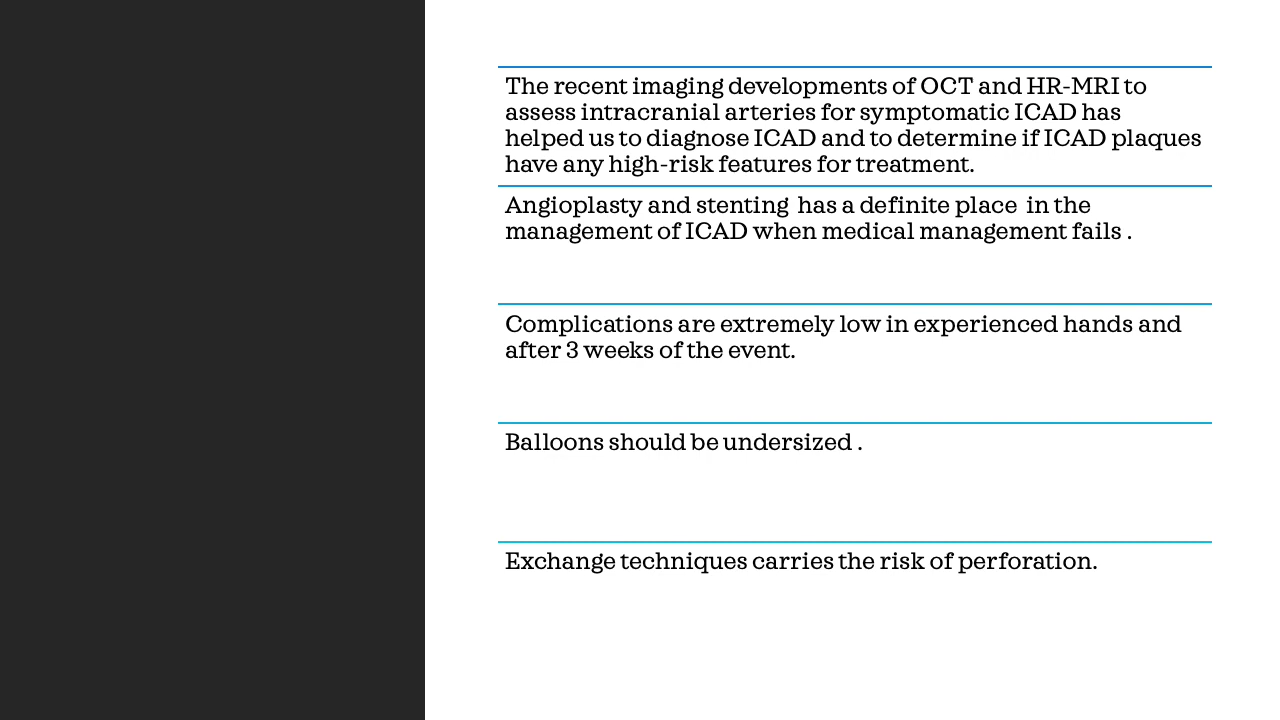 The recent imaging developments of OCT and HR-MRI to
assess intracranial arteries for symptomatic ICAD has
helped us to diagnose ICAD and to determine if ICAD plaques
have any high-risk features for treatment.
Angioplasty and stenting  has a definite place  in the
management of ICAD when medical management fails .
Complications are extremely low in experienced hands and
after 3 weeks of the event.
Balloons should be undersized .
Exchange techniques carries the risk of perforation.